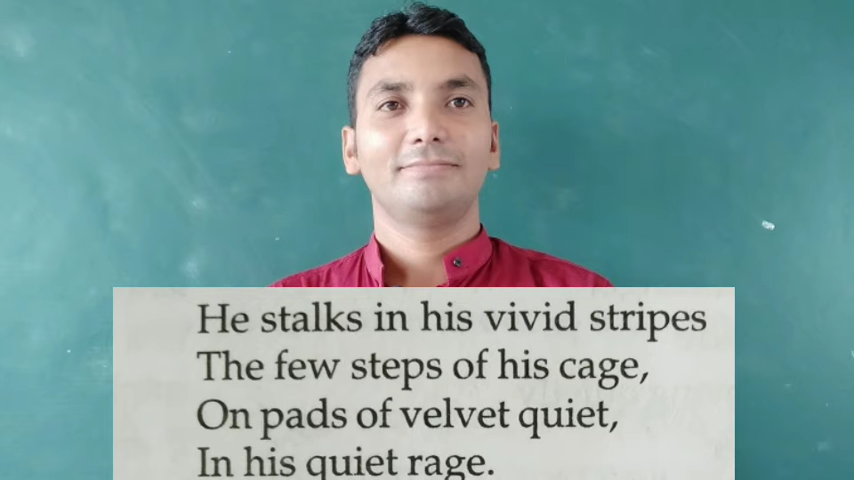 He stalks in his vivid stripes
The few steps of his cage,
On pads of velvet quiet,
In his quiet rage.